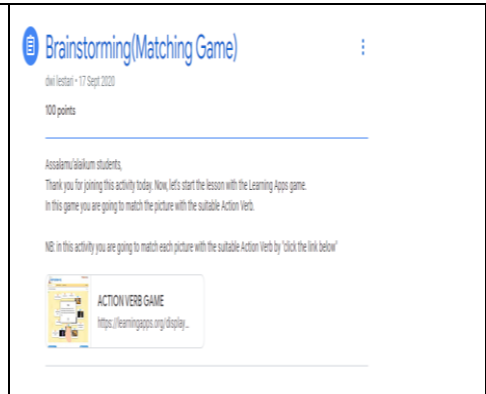 Brainstorming(Matching Game)
dwi lestari • 17 Sept 2020
100 points
Assalamu'alaikum students,
Thank you for joining this activity today. Now, let's start the lesson with the Learning Apps game.
In this game you are going to match the picture with the suitable Action Verb.
NB: in this activity you are going to match each picture with the suitable Action Verb by "click the link below"
ACTION VERB GAME
https://learningapps.org/display...